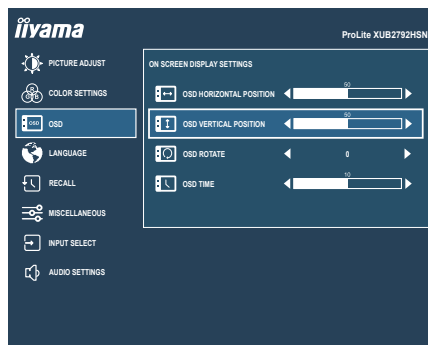 iiyama
ProLite XUB2792HSN
PICTURE ADJUST
COLOR SETTINGS
R
G B
OSD
OSD
LANGUAGE
RECALL
MISCELLANEOUS
INPUT SELECT
AUDIO SETTINGS
ON SCREEN DISPLAY SETTINGS
OSD HORIZONTAL POSITION
50
OSD VERTICAL POSITION
50
OSD ROTATE
0
OSD TIME
10